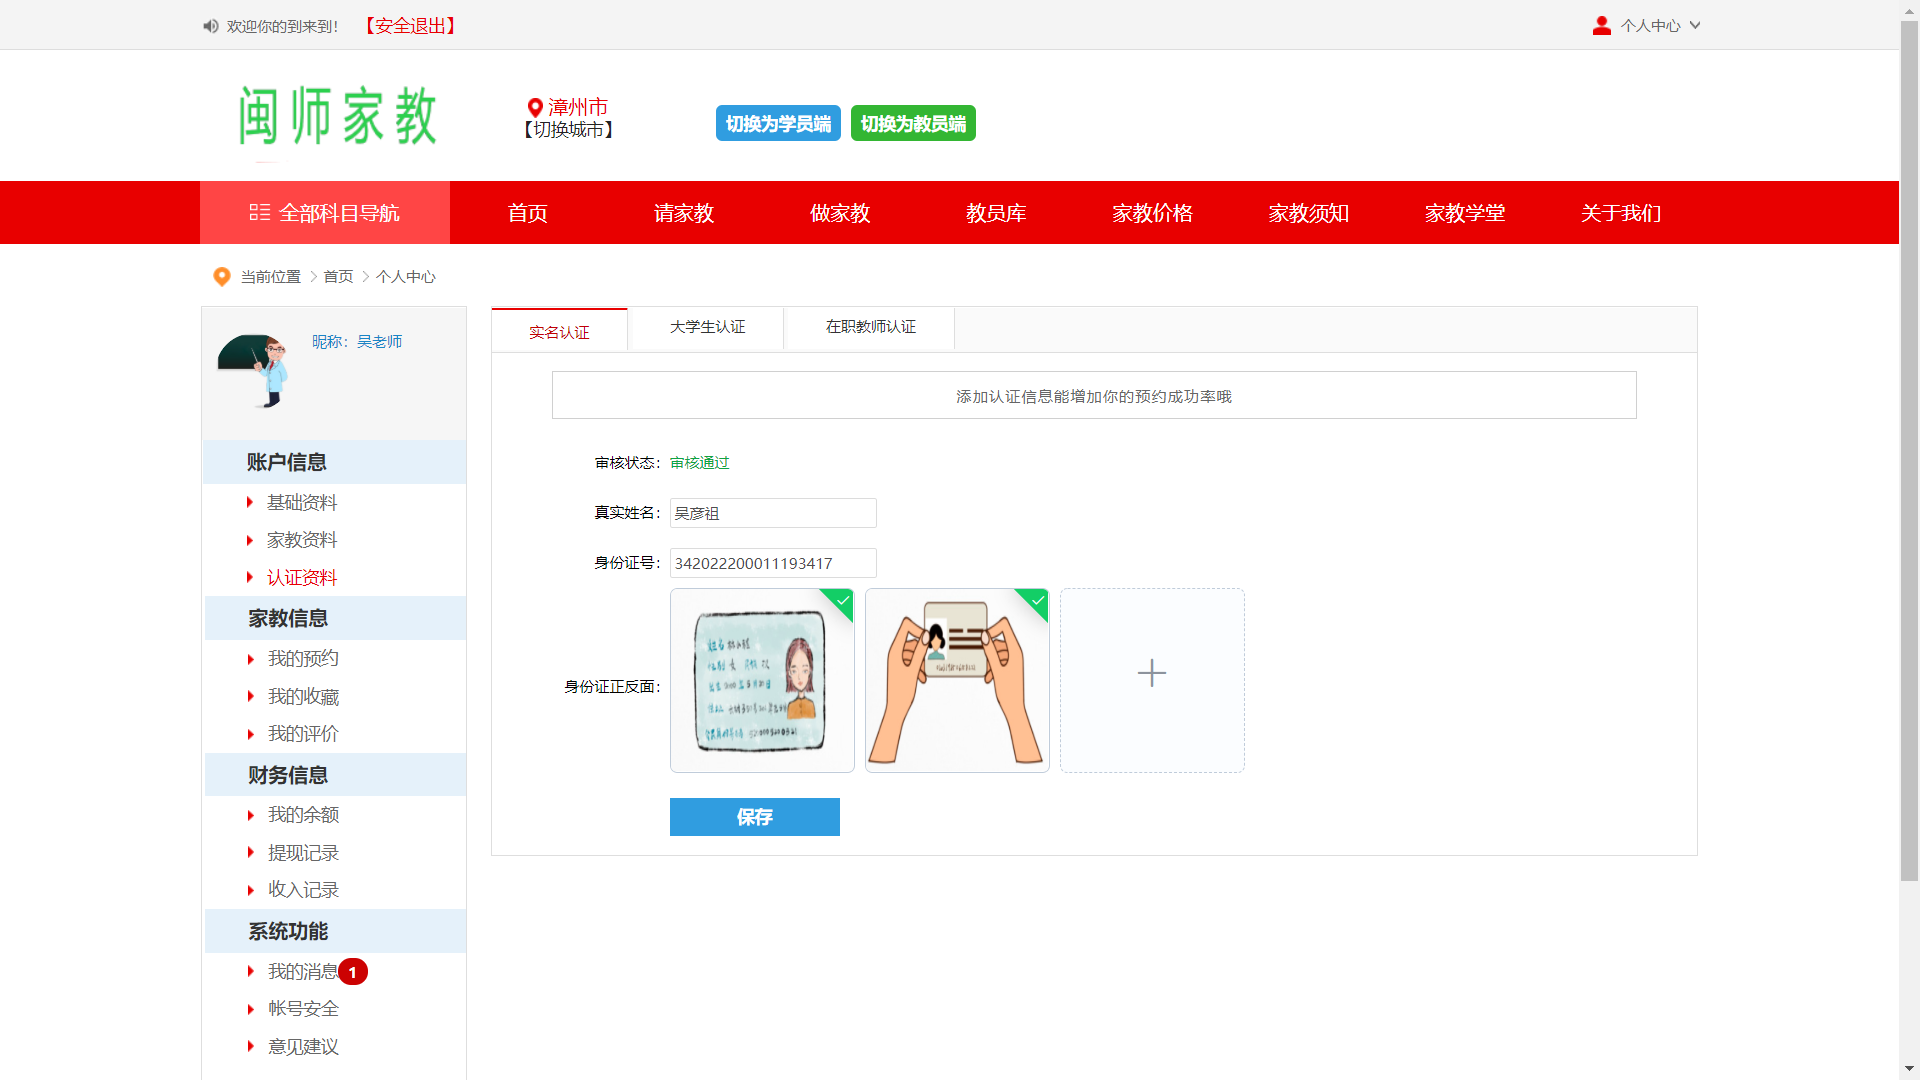 欢迎你的到来到！ 【安全退出】 个人中心
闽师家教
漳州市
【切换城市】
切换为学员端 切换为教员端
全部科目导航 首页 请家教 做家教 教员库 家教价格 家教须知 家教学堂 关于我们
当前位置 首页 个人中心
昵称：吴老师
账户信息
基础资料
家教资料
认证资料
家教信息
我的预约
我的收藏
我的评价
财务信息
我的余额
提现记录
收入记录
系统功能
我的消息 1
帐号安全
意见建议
实名认证 大学生认证 在职教师认证
添加认证信息能增加你的预约成功率哦
审核状态： 审核通过
真实姓名： 吴彦祖
身份证号： 342022200011193417
身份证正反面：
姓名
保存